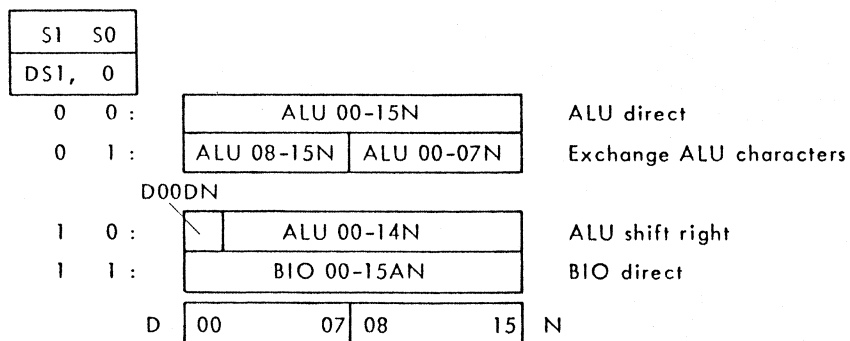 S1 S0
DS1, 0
0 0 : ALU 00-15N ALU direct
0 1 : ALU 08-15N ALU 00-07N Exchange ALU characters
D00DN
1 0 : ALU 00-14N ALU shift right
1 1 : BIO 00-15AN BIO direct
D 00 07 08 15 N